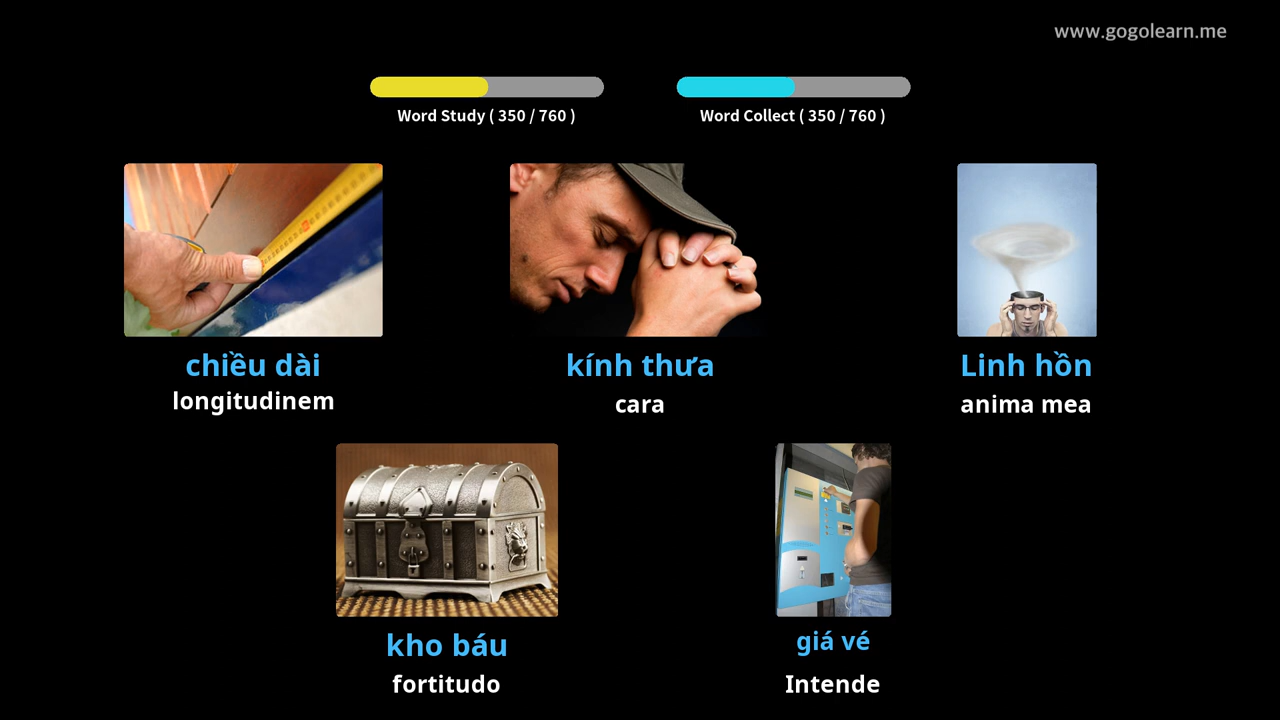 www.gogolearn.me
Word Study ( 350 / 760 )
Word Collect ( 350 / 760 )
chiều dài
longitudinem
kính thưa
cara
Linh hồn
anima mea
kho báu
fortitudo
giá vé
Intende